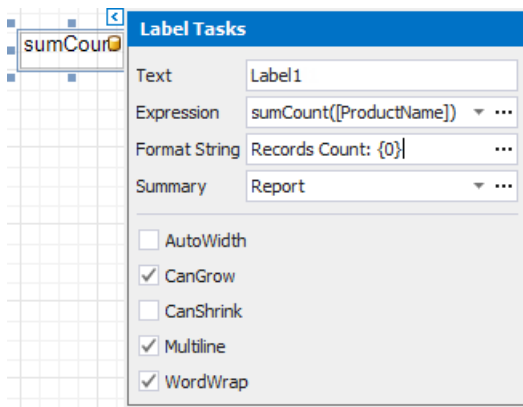 Label Tasks
sumCoun
Text Label1
Expression sumCount([ProductName])
Format String Records Count: {0}
Summary Report
AutoWidth
CanGrow
CanShrink
Multiline
WordWrap